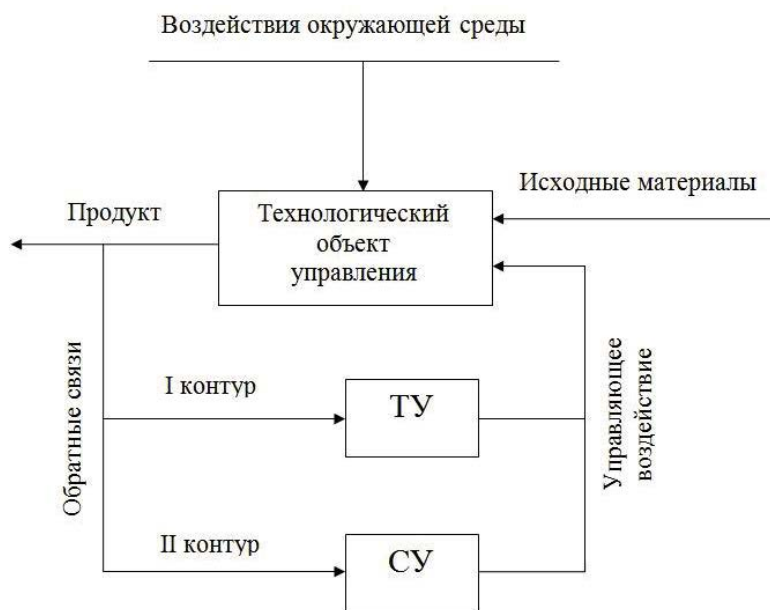 Воздействия окружающей среды
Исходные материалы
Продукт
Технологический
объект
управления
Обратные связи
I контур
ТУ
Управляющее
воздействие
II контур
СУ